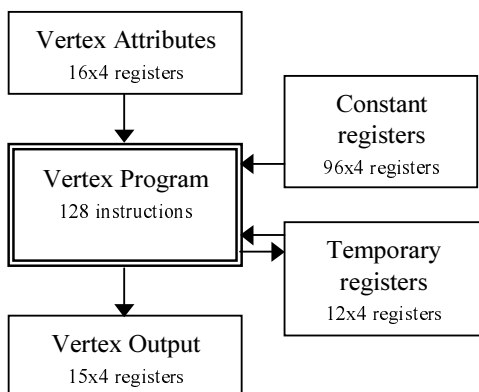 Vertex Attributes
16x4 registers
Constant
registers
96x4 registers
Vertex Program
128 instructions
Temporary
registers
12x4 registers
Vertex Output
15x4 registers